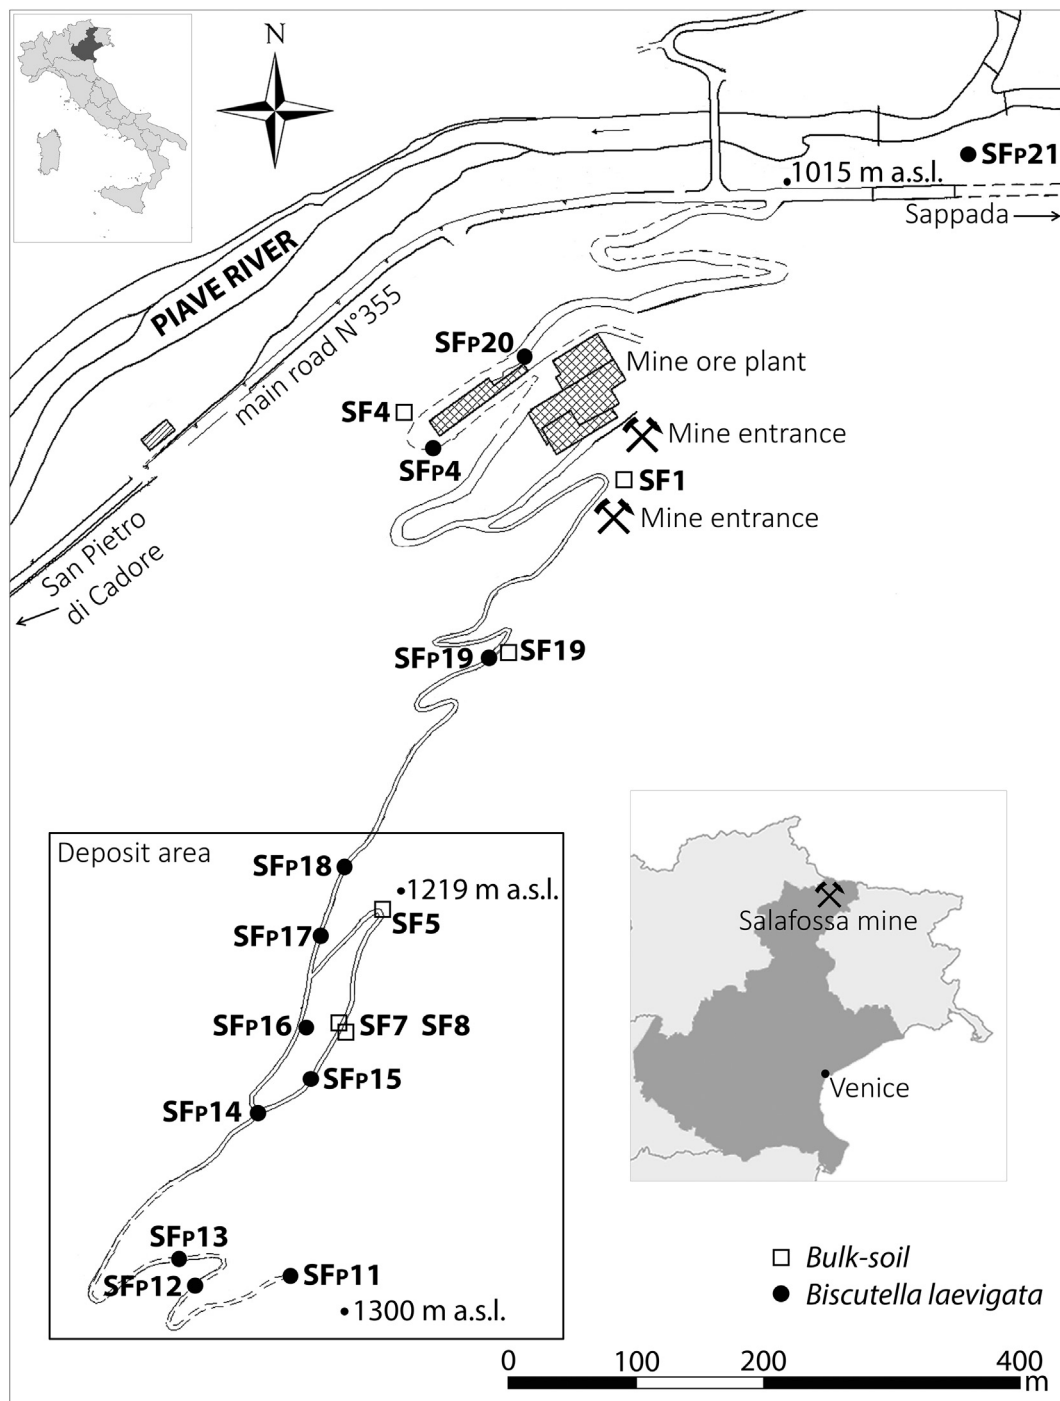 N
SFP21
1015 m a.s.l.
Sappada
PIAVE RIVER
main road N°355
SFP20
Mine ore plant
SF4
Mine entrance
SFP4
SF1
Mine entrance
San Pietro
di Cadore
SFP19
SF19
Deposit area
SFP18
1219 m a.s.l.
SF5
SFP17
Salafossa mine
SFP16
SF7 SF8
SFP15
Venice
SFP14
SFP13
SFP12
SFP11
1300 m a.s.l.
Bulk-soil
Biscutella laevigata
0 100 200 400
m